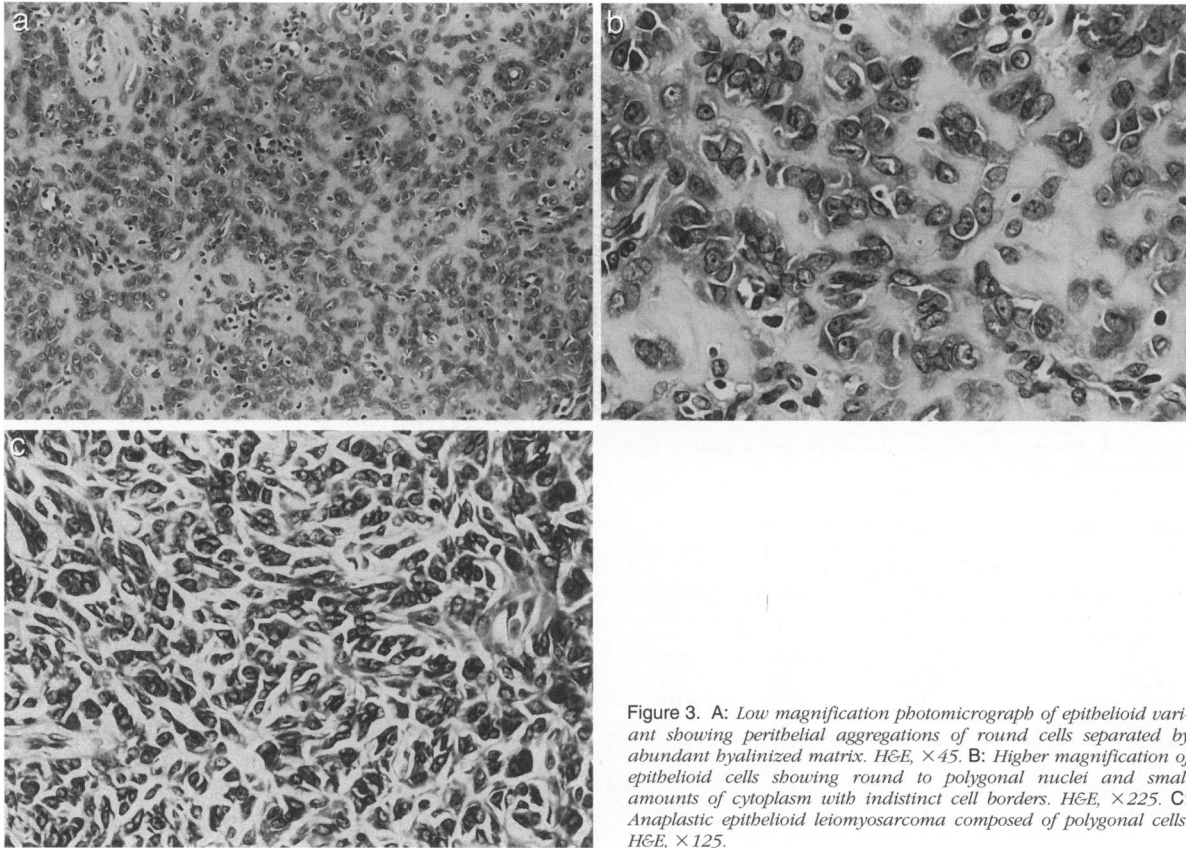 a
b
c
Figure 3. A: Low magnification photomicrograph of epithelioid vari-
ant showing perithelial aggregations of round cells separated by
abundant hyalinized matrix. H&E, ×45. B: Higher magnification of
epithelioid cells showing round to polygonal nuclei and small
amounts of cytoplasm with indistinct cell borders. H&E, ×225. C:
Anaplastic epithelioid leiomyosarcoma composed of polygonal cells
H&E, ×125.